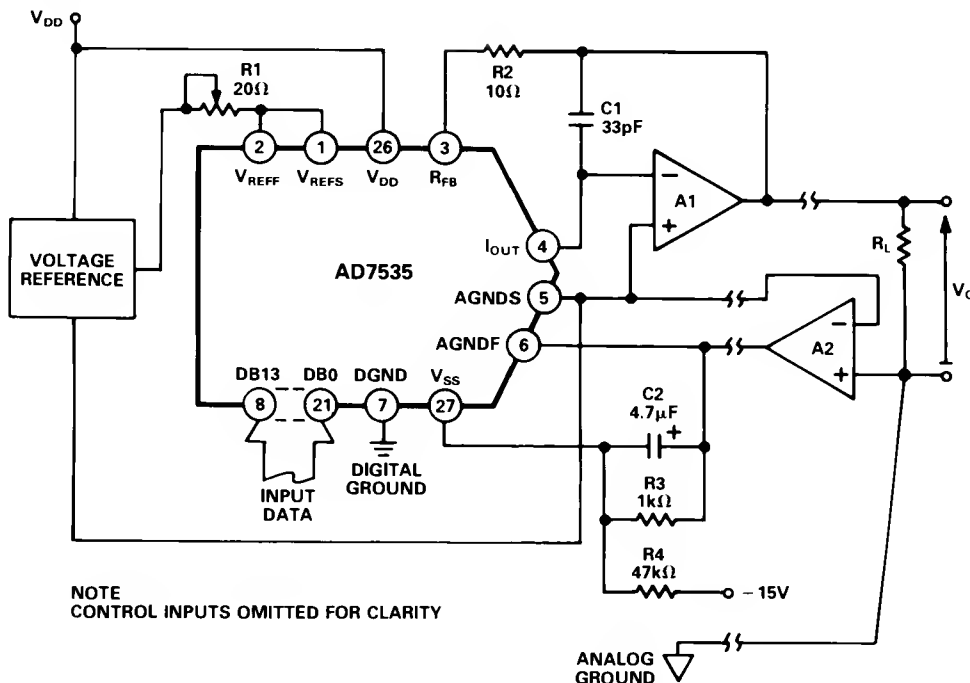 VDD
R1
20Ω
R2
10Ω
C1
33pF
2
1
26
3
VREFF
VREFS
VDD
RFB
A1
−
+
IOUT
4
VOLTAGE
REFERENCE
AD7535
AGNDS
5
RL
AGNDF
6
A2
−
+
DB13
DB0
DGND
VSS
8
21
7
27
C2
4.7μF
+
DIGITAL
GROUND
INPUT
DATA
R3
1kΩ
R4
47kΩ
−15V
NOTE
CONTROL INPUTS OMITTED FOR CLARITY
ANALOG
GROUND